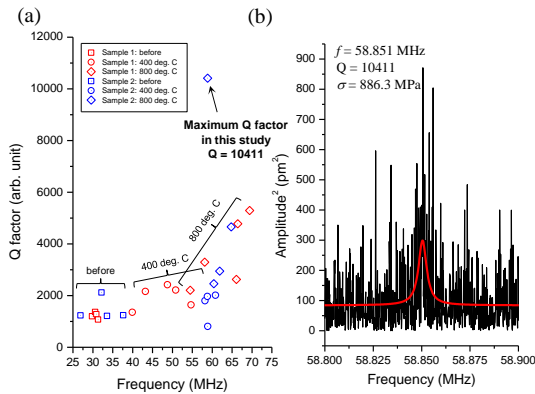 (a)
12000
10000
8000
6000
4000
2000
0
Q factor (arb. unit)
Sample 1: before
Sample 1: 400 deg. C
Sample 1: 800 deg. C
Sample 2: before
Sample 2: 400 deg. C
Sample 2: 800 deg. C
Maximum Q factor
in this study
Q = 10411
before
400 deg. C
800 deg. C
25 30 35 40 45 50 55 60 65 70 75
Frequency (MHz)
(b)
f = 58.851 MHz
Q = 10411
σ = 886.3 MPa
1000
900
800
700
600
500
400
300
200
100
0
Amplitude² (pm²)
58.800 58.825 58.850 58.875 58.900
Frequency (MHz)